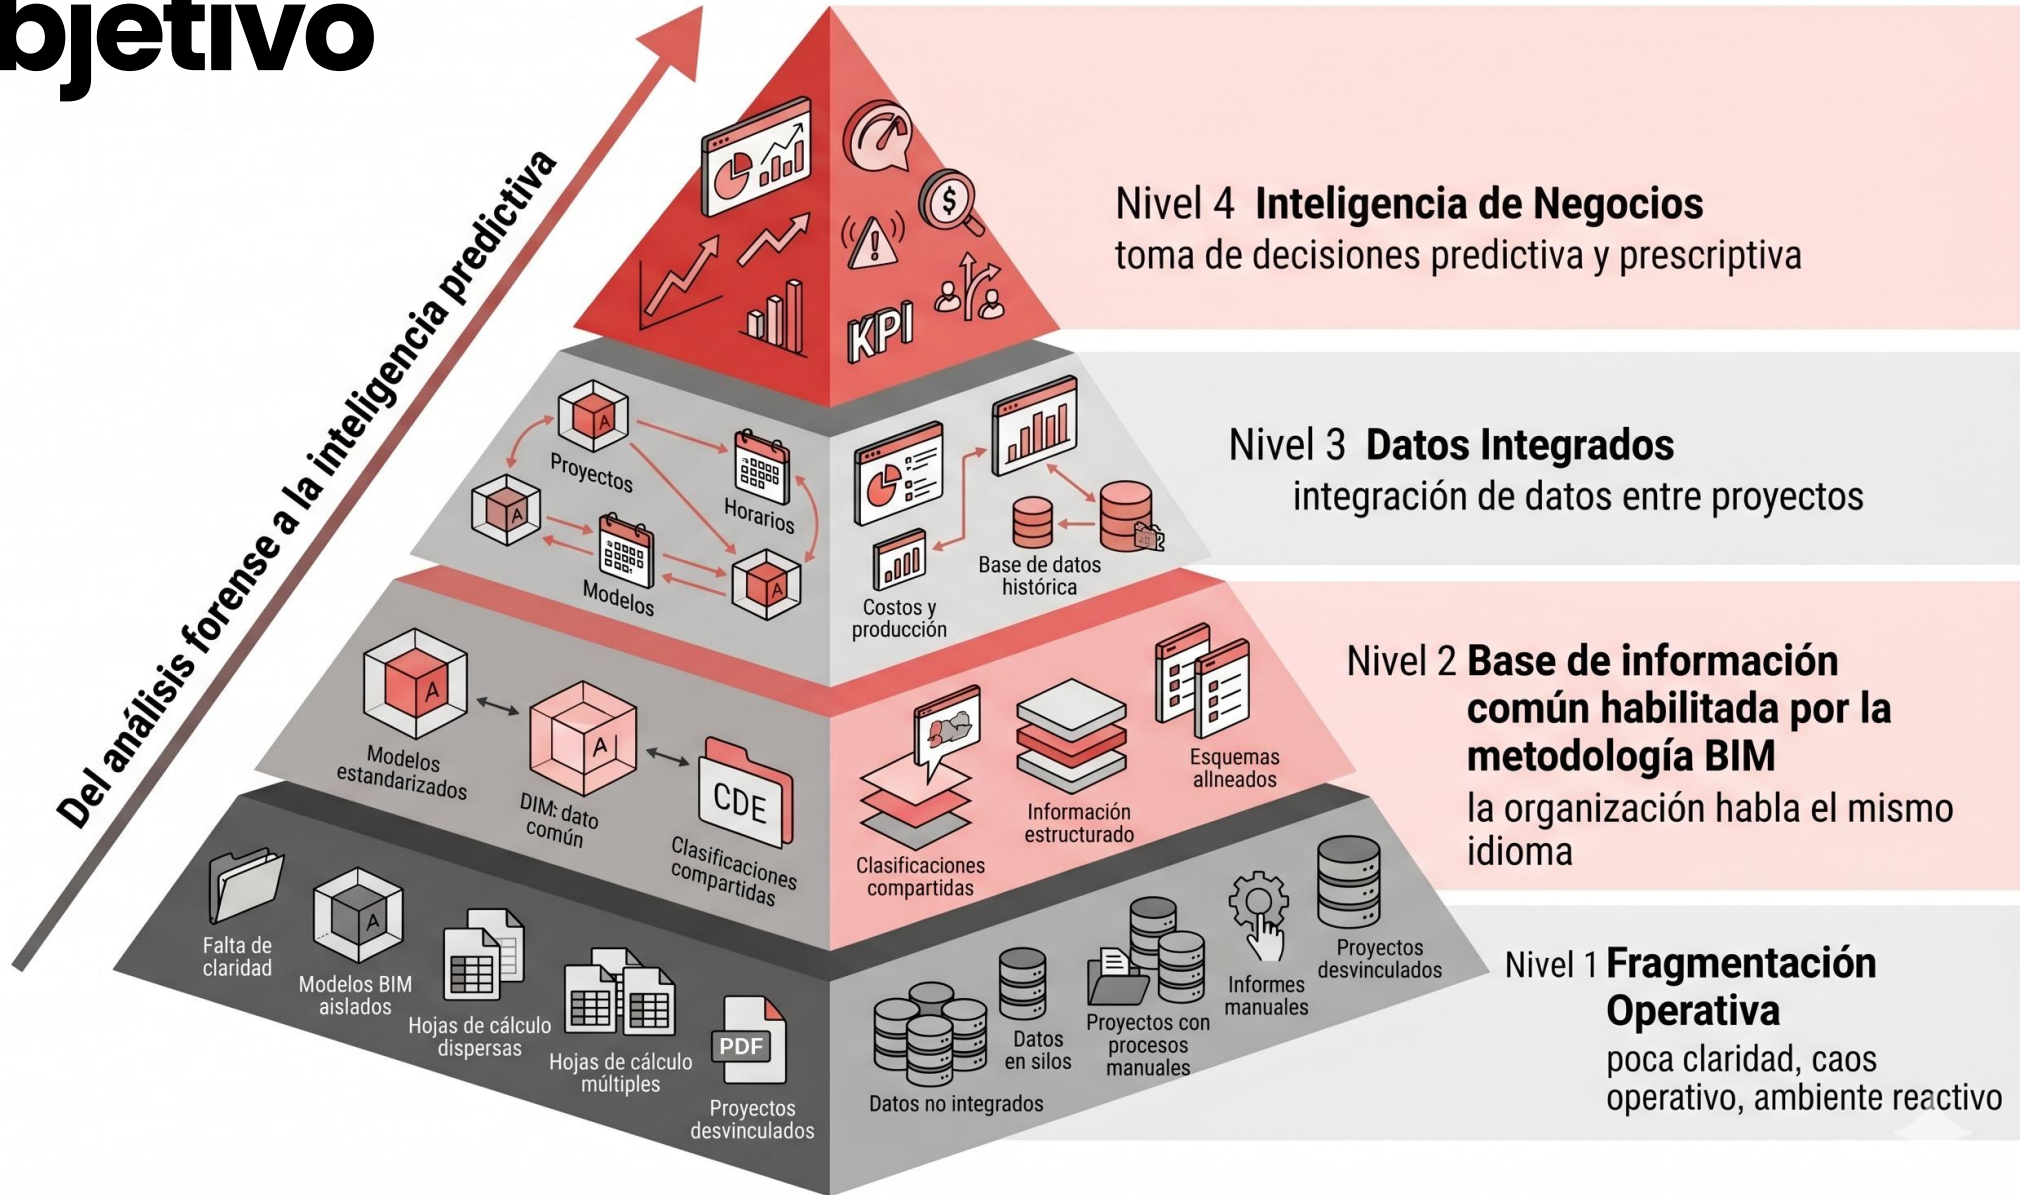 bjetivo
Del análisis forense a la inteligencia predictiva
Nivel 4 Inteligencia de Negocios
toma de decisiones predictiva y prescriptiva
$
!
KPI
Nivel 3 Datos Integrados
integración de datos entre proyectos
A
Proyectos
Horarios
A
Modelos
A
Base de datos
histórica
Costos y
producción
Nivel 2 Base de información
común habilitada por la
metodología BIM
la organización habla el mismo
idioma
A
Modelos
estandarizados
A
DIM: dato
común
CDE
Clasificaciones
compartidas
Clasificaciones
compartidas
Información
estructurado
Esquemas
allneados
Nivel 1 Fragmentación
Operativa
poca claridad, caos
operativo, ambiente reactivo
Falta de
claridad
A
Modelos BIM
aislados
Hojas de cálculo
dispersas
Hojas de cálculo
múltiples
PDF
Proyectos
desvinculados
Datos no integrados
Datos
en silos
Proyectos con
procesos
manuales
Informes
manuales
Proyectos
desvinculados